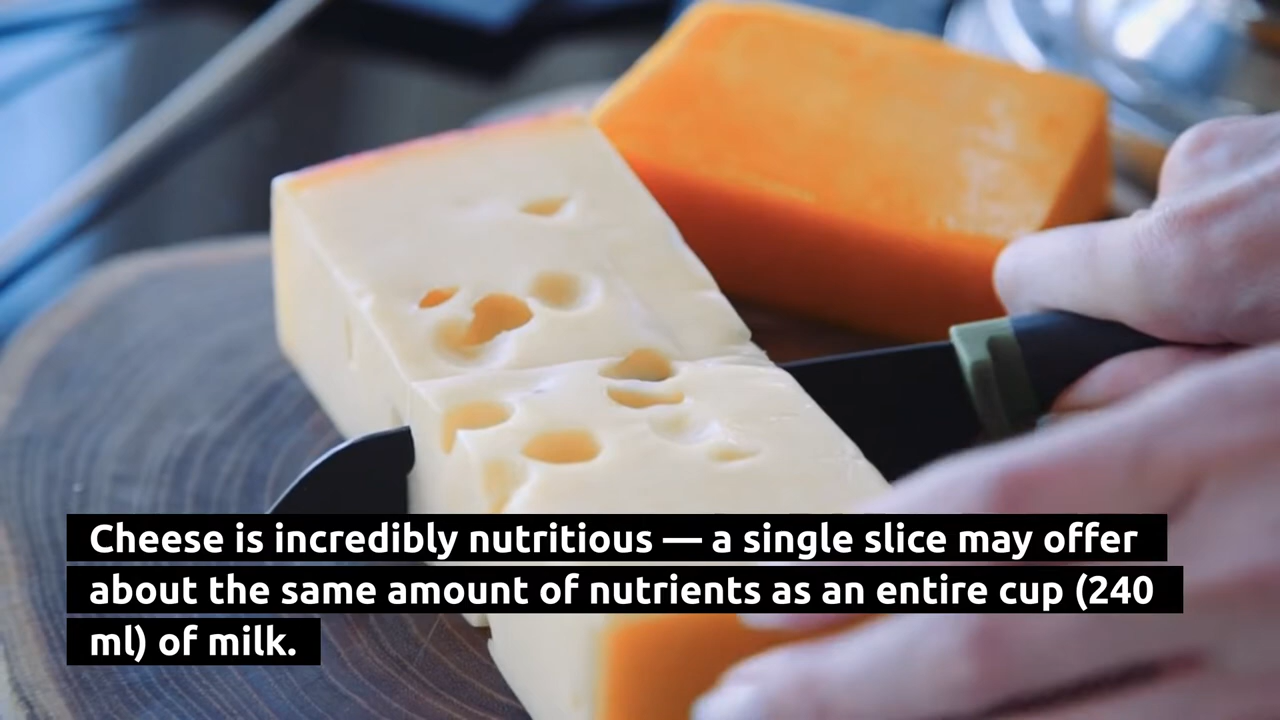 Cheese is incredibly nutritious — a single slice may offer
about the same amount of nutrients as an entire cup (240
ml) of milk.